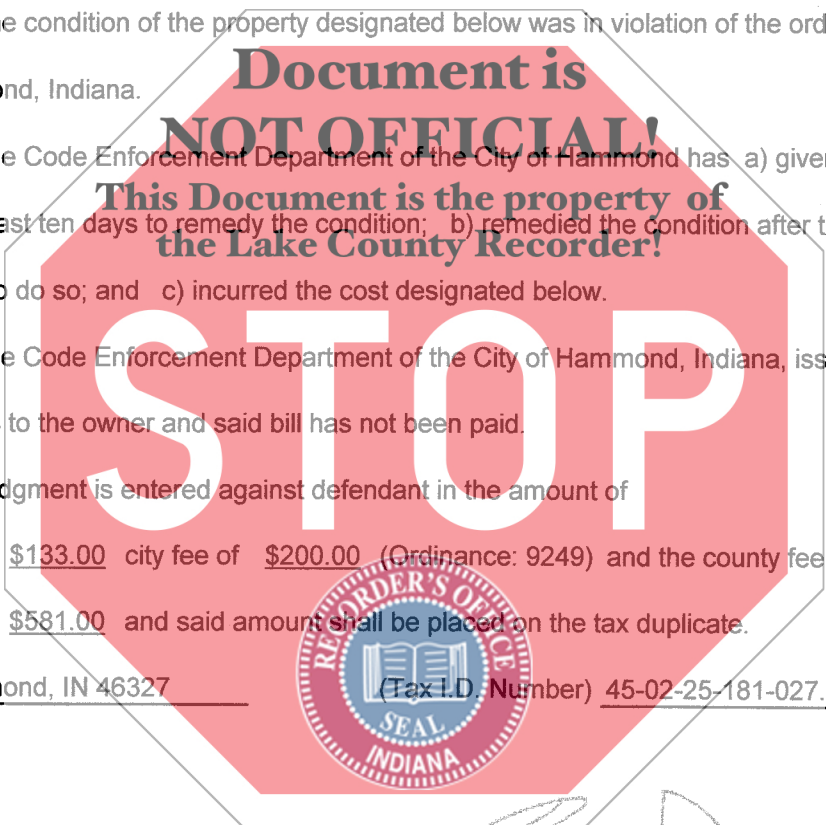 e condition of the property designated below was in violation of the ord
Document is
nd, Indiana.
NOT OFFICIAL!
e Code Enforcement Department of the City of Hammond has a) give
This Document is the property of
ast ten days to remedy the condition; b) remedied the condition after t
the Lake County Recorder!
o do so; and c) incurred the cost designated below.
STOP
e Code Enforcement Department of the City of Hammond, Indiana, iss
to the owner and said bill has not been paid.
dgment is entered against defendant in the amount of
$133.00 city fee of $200.00 (Ordinance: 9249) and the county fee
$581.00 and said amount shall be placed on the tax duplicate.
RECORDER'S OFFICE
ond, IN 46327 (Tax I.D. Number) 45-02-25-181-027.
SEAL
INDIANA